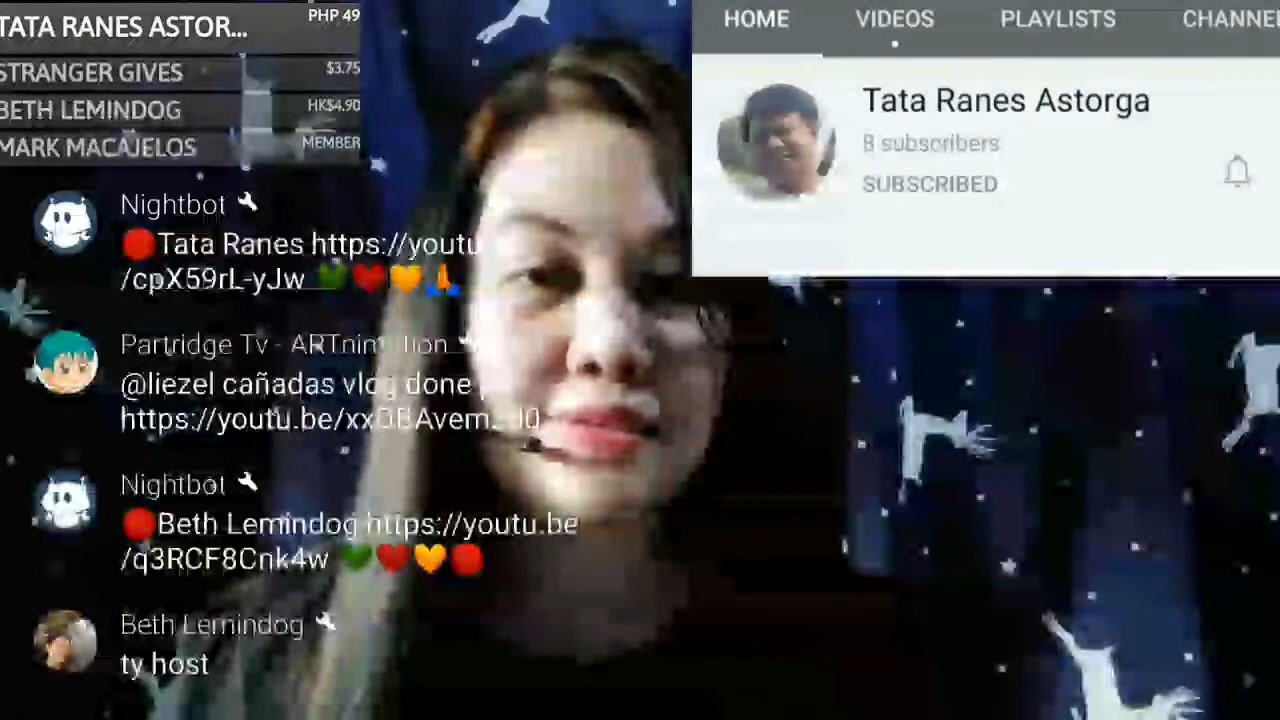 TATA RANES ASTOR... PHP 49
STRANGER GIVES $3.75
BETH LEMINDOG HK$4.90
MARK MACAJELOS MEMBER
Nightbot
Tata Ranes https://youtu
/cpX59rL-yJw
Partridge Tv - 
@liezel cañadas vlog done
Nightbot
Beth Lemindog https://youtu.be
/q3RCF8Cnk4w
Beth Lemindog
ty host
HOME VIDEOS PLAYLISTS CHANNE
Tata Ranes Astorga
8 subscribers
SUBSCRIBED